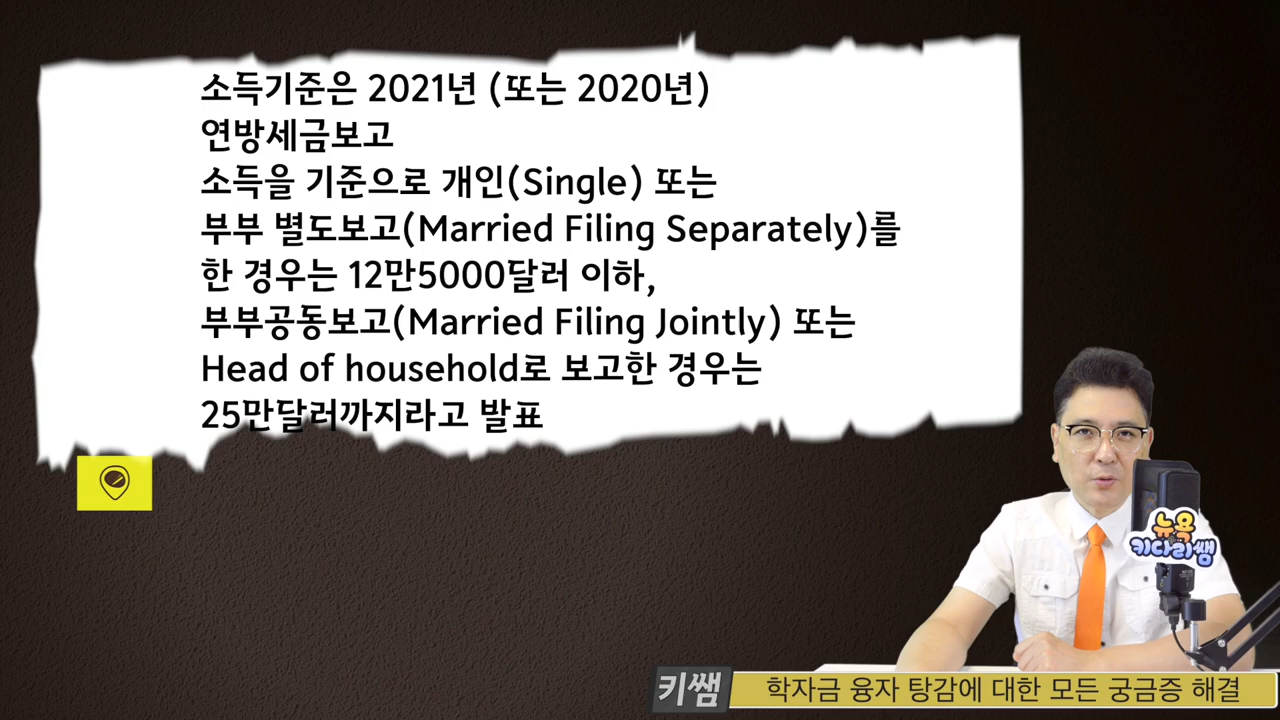 소득기준은 2021년 (또는 2020년)
연방세금보고
소득을 기준으로 개인(Single) 또는
부부 별도보고(Married Filing Separately)를
한 경우는 12만5000달러 이하,
부부공동보고(Married Filing Jointly) 또는
Head of household로 보고한 경우는
25만달러까지라고 발표
뉴욕
키다리쌤
키쌤 학자금 융자 탕감에 대한 모든 궁금증 해결